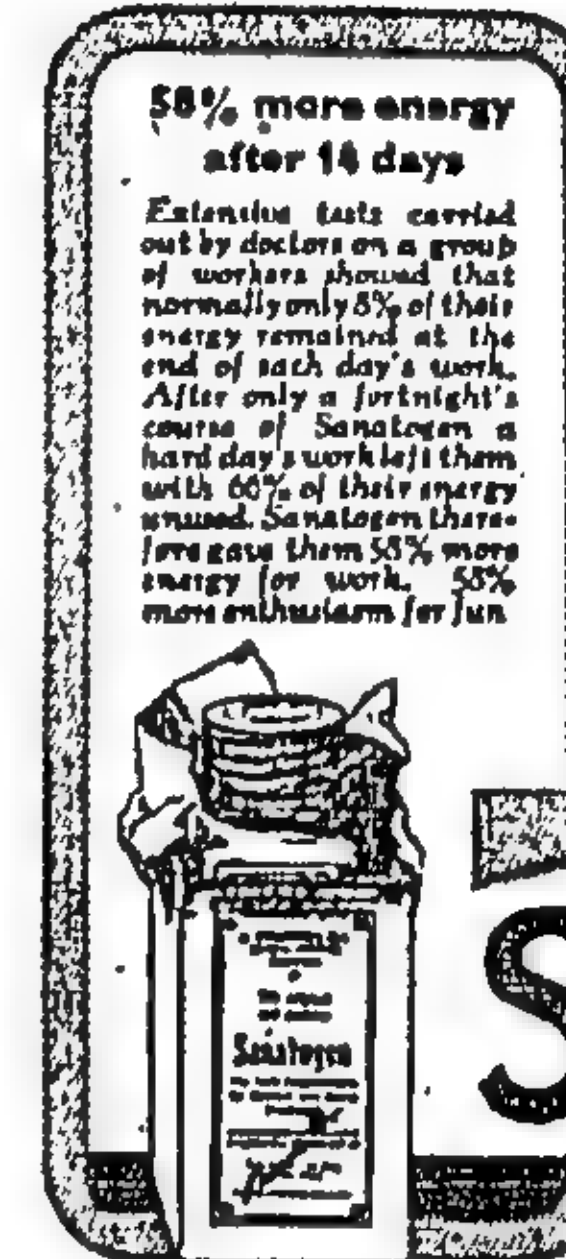 58% more energy
after 14 days
Extensive tests carried
out by doctors on a group
of workers showed that
normally only 8% of their
energy remained at the
end of each day's work.
After only a fortnight's
course of Sanatogen a
hard day's work left them
with 66% of their energy
unused. Sanatogen there-
fore gave them 58% more
energy for work, 58%
more enthusiasm for fun
Sanatogen
S